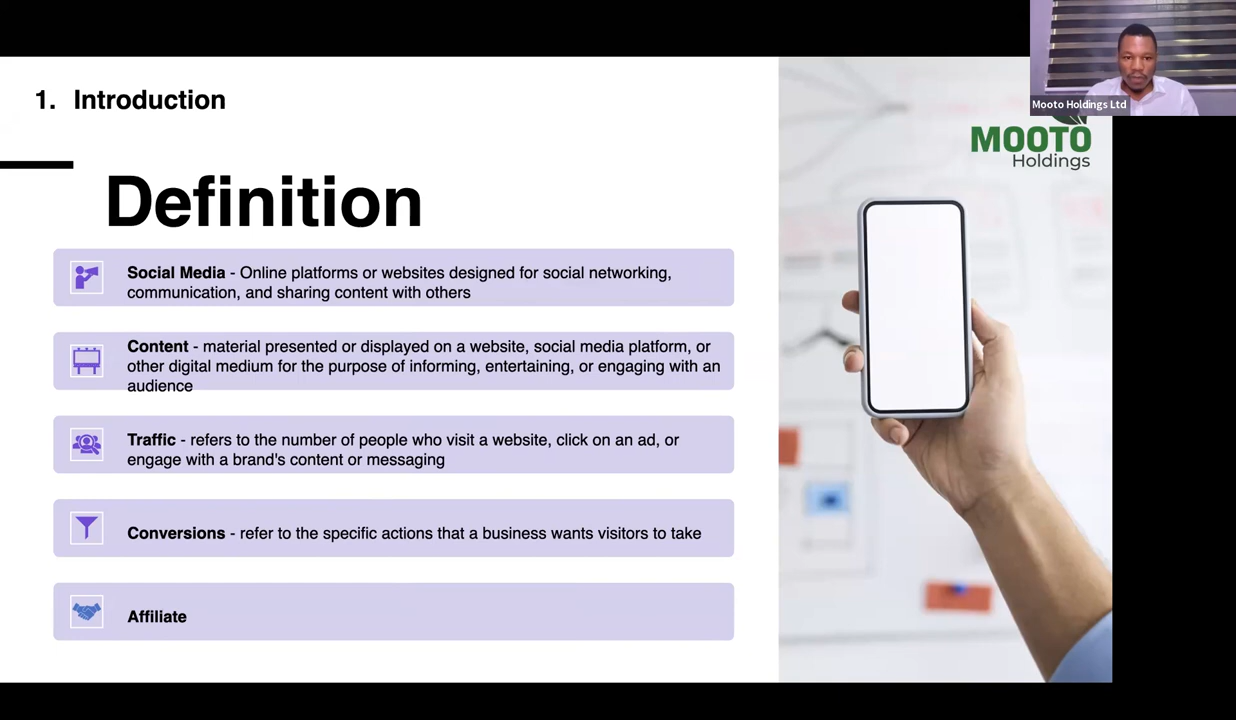 Mooto Holdings Ltd
1. Introduction
MOOTO
Holdings
Definition
Social Media - Online platforms or websites designed for social networking,
communication, and sharing content with others
Content - material presented or displayed on a website, social media platform, or
other digital medium for the purpose of informing, entertaining, or engaging with an
audience
Traffic - refers to the number of people who visit a website, click on an ad, or
engage with a brand's content or messaging
Conversions - refer to the specific actions that a business wants visitors to take
Affiliate